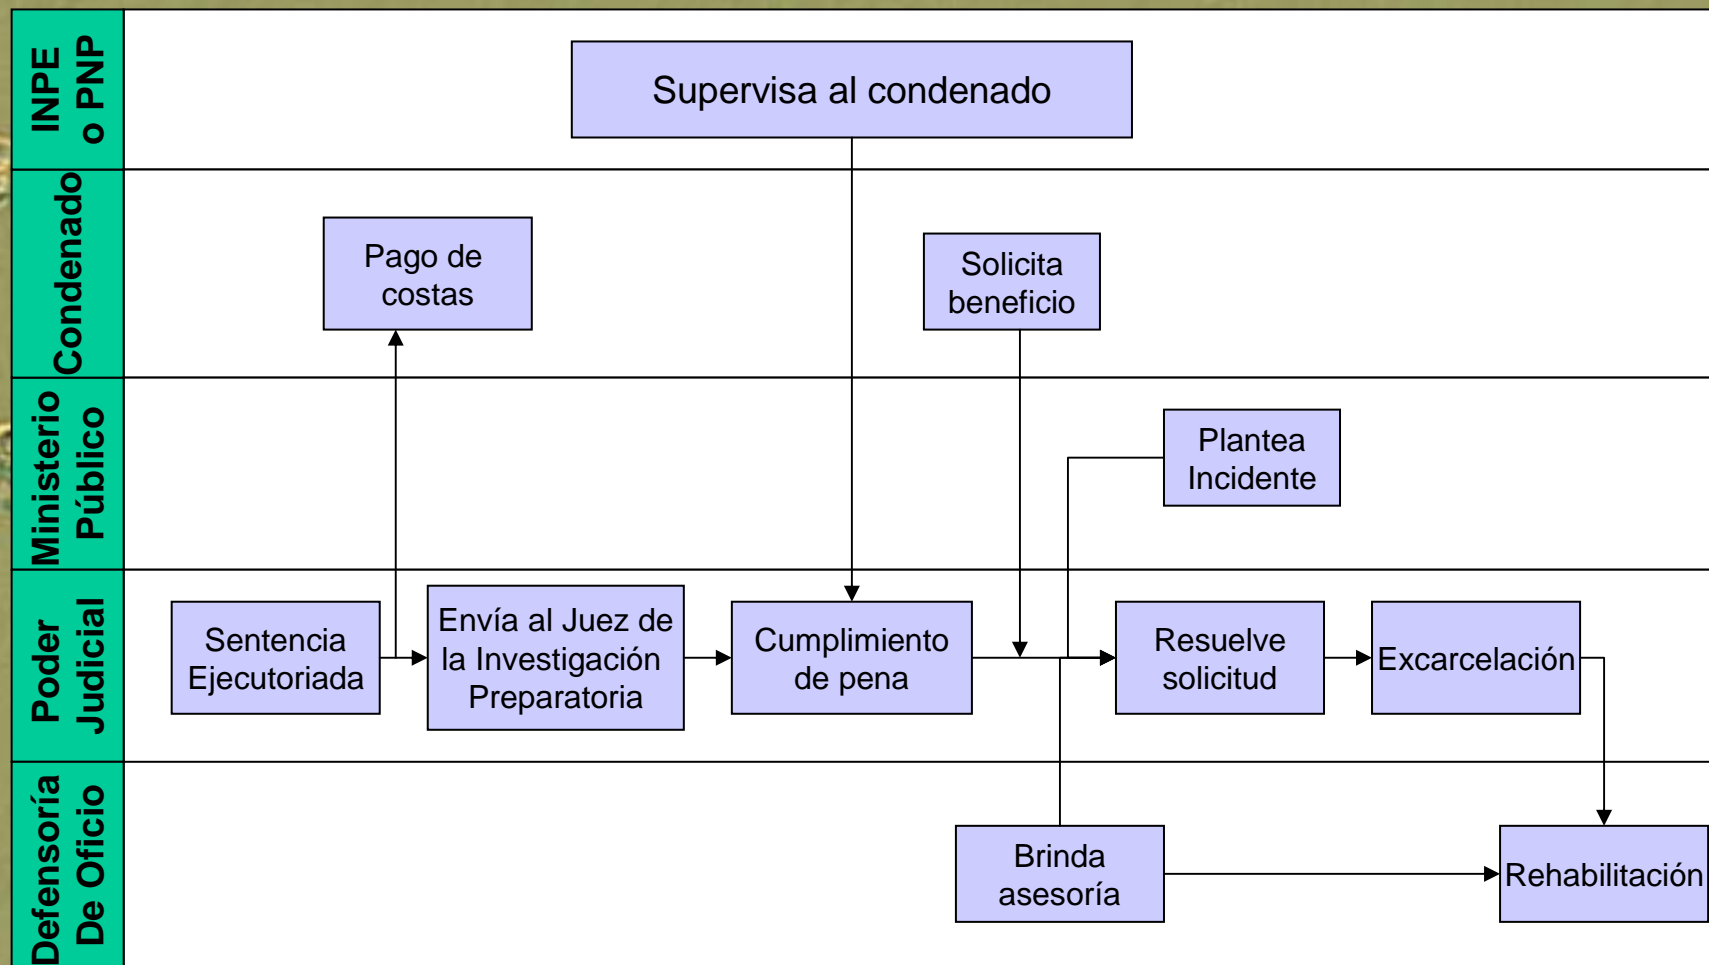 INPE
o PNP
Supervisa al condenado
Condenado
Pago de
costas
Solicita
beneficio
Ministerio
Público
Plantea
Incidente
Poder
Judicial
Sentencia
Ejecutoriada
Envía al Juez de
la Investigación
Preparatoria
Cumplimiento
de pena
Resuelve
solicitud
Excarcelación
Defensoría
De Oficio
Brinda
asesoría
Rehabilitación